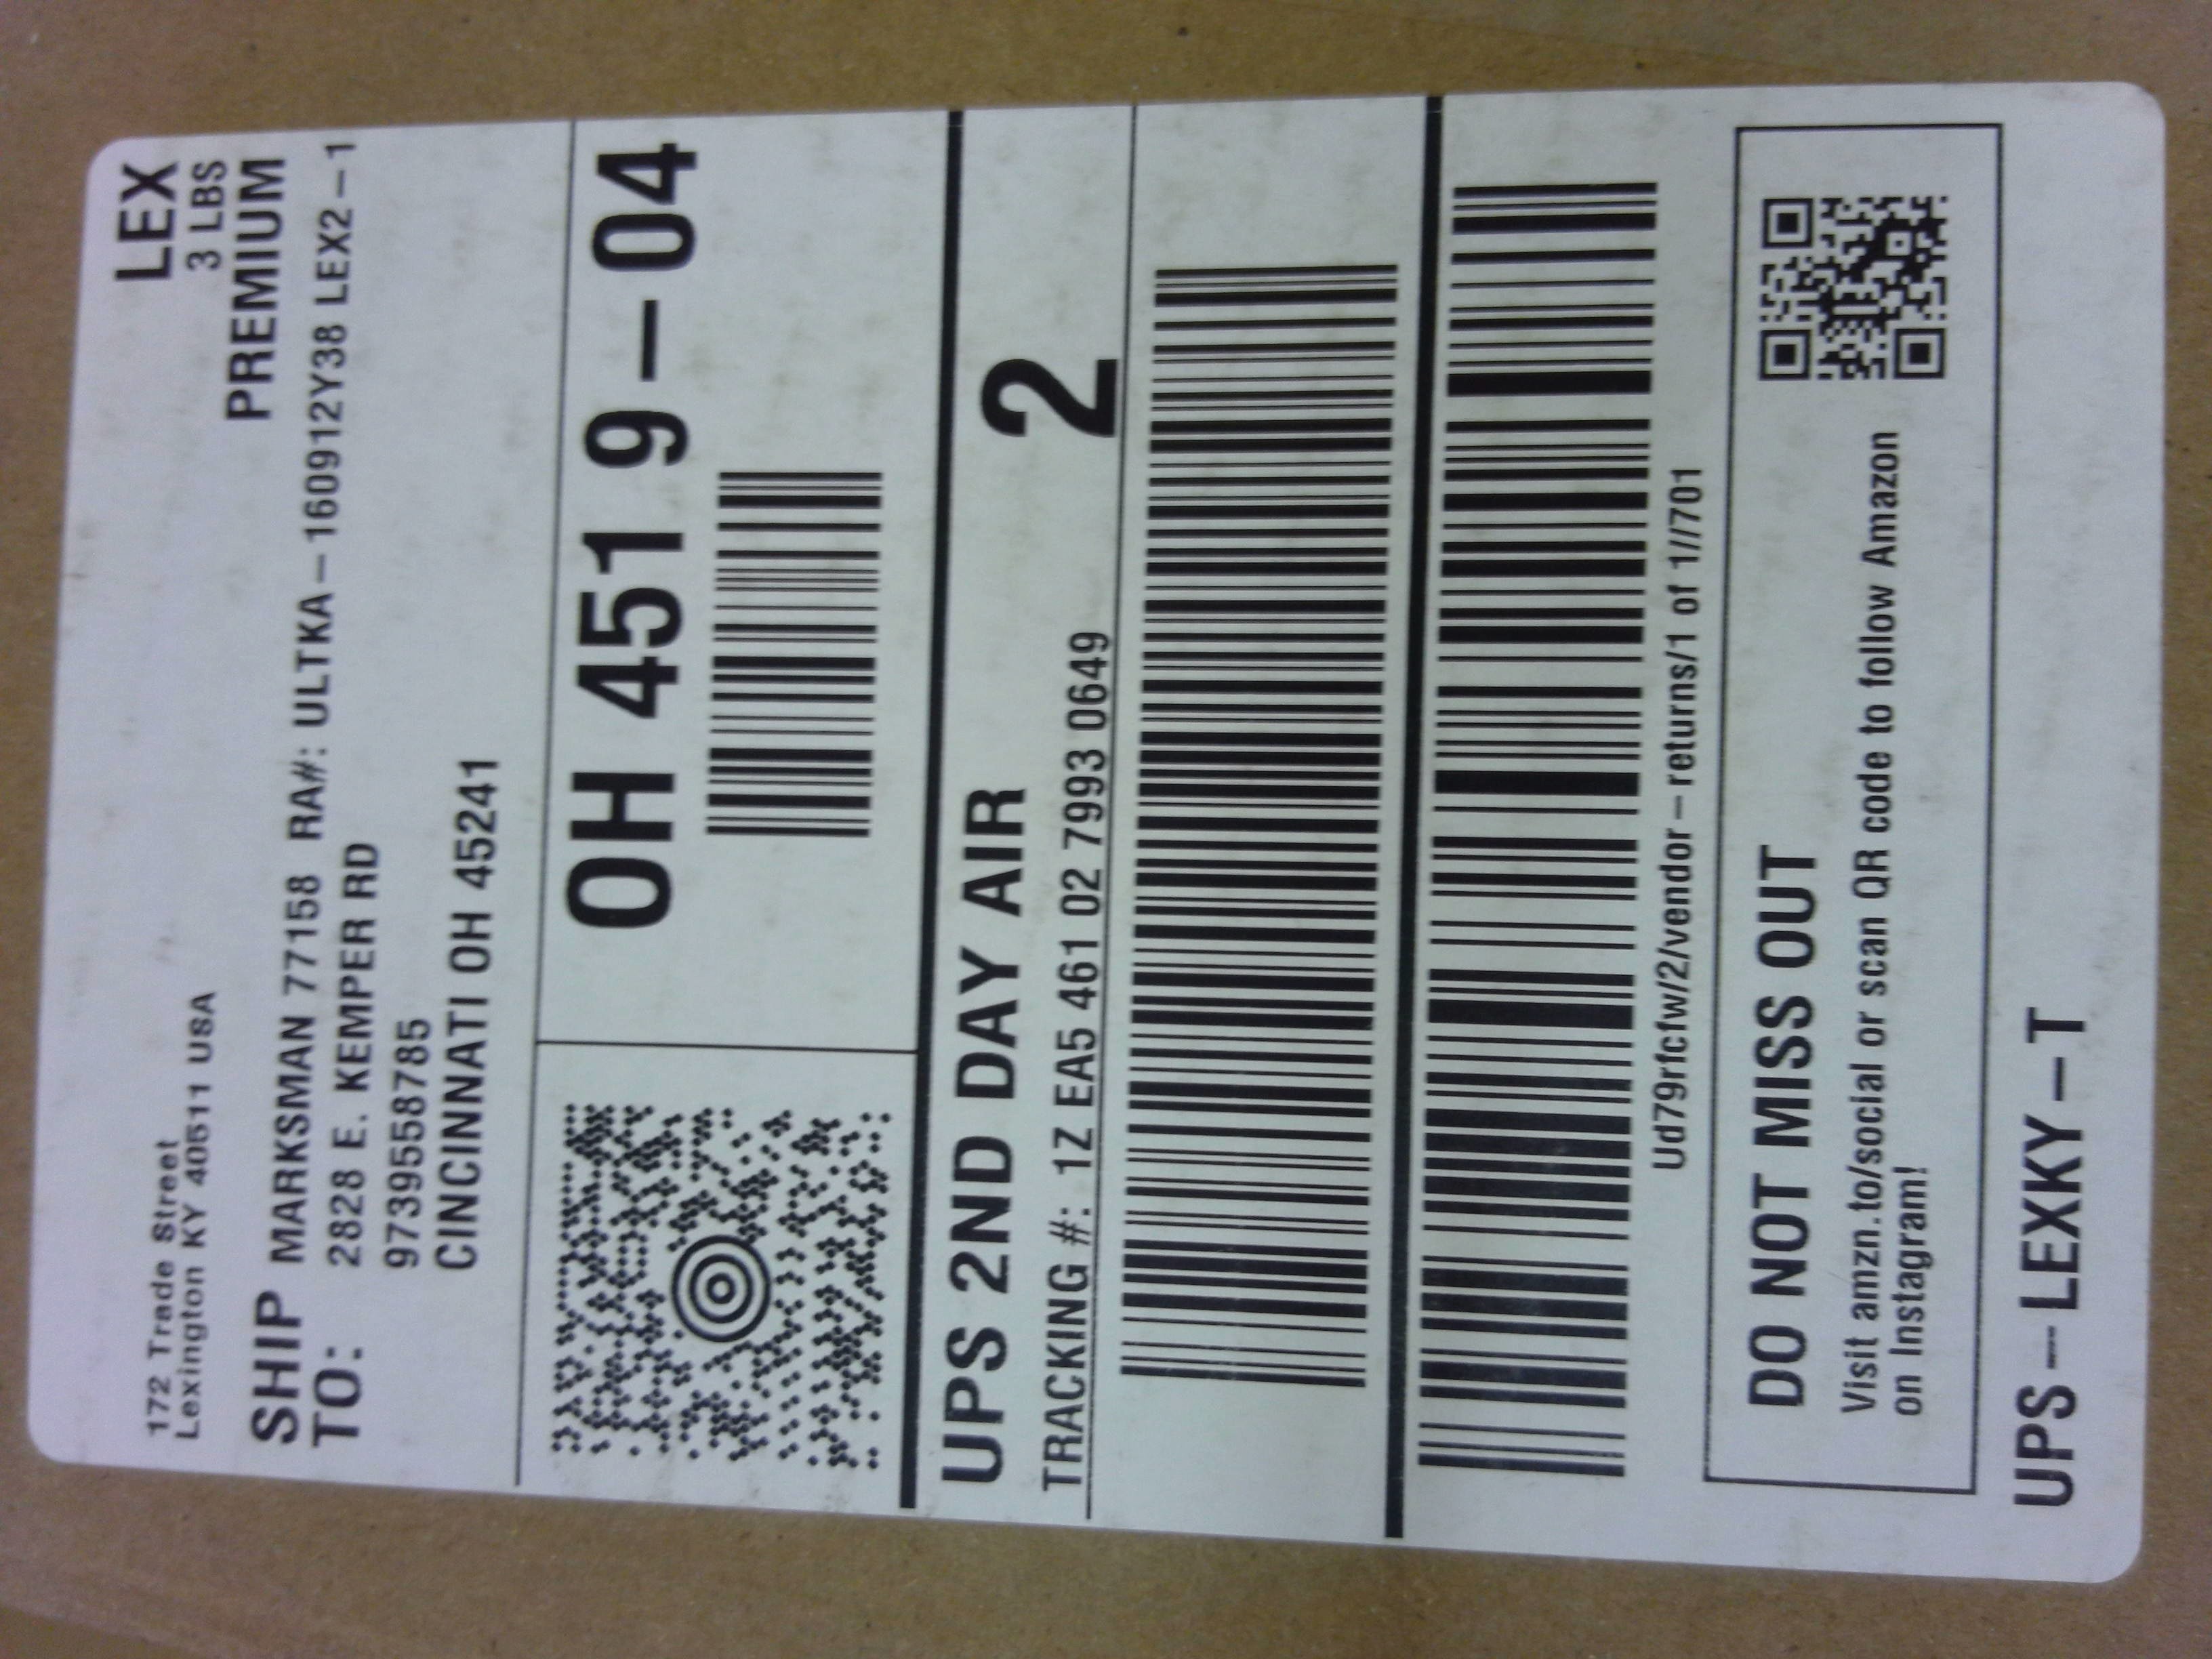 LEX
3 LBS
PREMIUM
172 Trade Street
Lexington KY 40511 USA
SHIP TO: MARKSMAN 77158 RA#: ULTKA-160912Y38 LEX2-1
2828 E. KEMPER RD
9739558785
CINCINNATI OH 45241
OH 451 9-04
UPS 2ND DAY AIR 2
TRACKING #: 1Z EA5 461 02 7993 0649
Ud79rfcfw/2/vendor-returns/1 of 1//701
DO NOT MISS OUT
Visit amzn.to/social or scan QR code to follow Amazon
on Instagram!
UPS-LEXKY-T